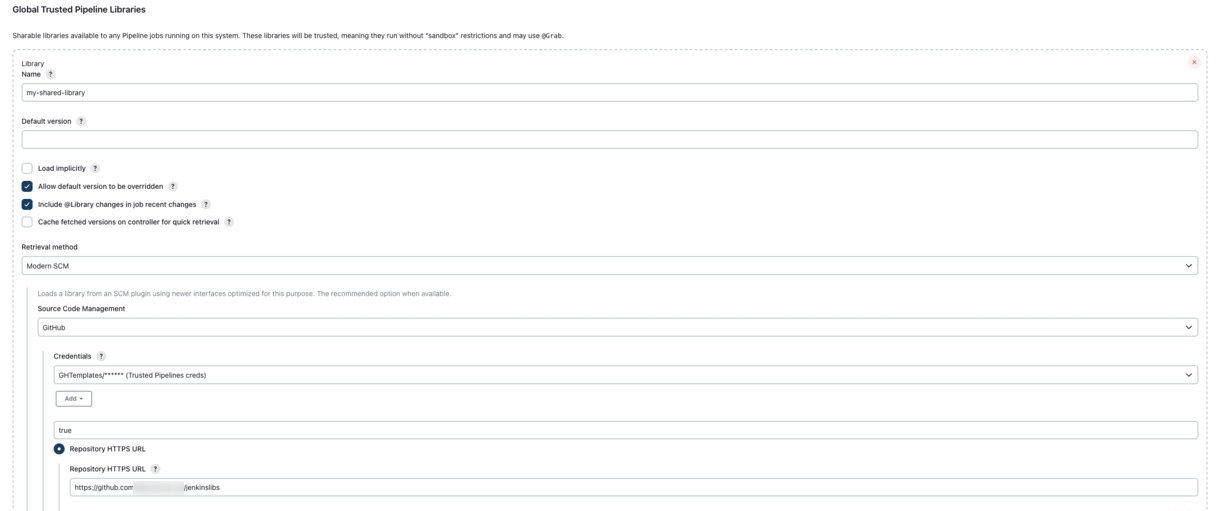 Global Trusted Pipeline Libraries
Sharable libraries available to any Pipeline jobs running on this system. These libraries will be trusted, meaning they run without "sandbox" restrictions and may use @Grab.
Library
Name ?
my-shared-library
Default version ?
Load implicitly ?
Allow default version to be overridden ?
Include @Library changes in job recent changes ?
Cache fetched versions on controller for quick retrieval ?
Retrieval method
Modern SCM
Loads a library from an SCM plugin using newer interfaces optimized for this purpose. The recommended option when available.
Source Code Management
GitHub
Credentials ?
GHTemplates/****** (Trusted Pipelines creds)
Add
true
Repository HTTPS URL
Repository HTTPS URL ?
https://github.com /jenkinslibs